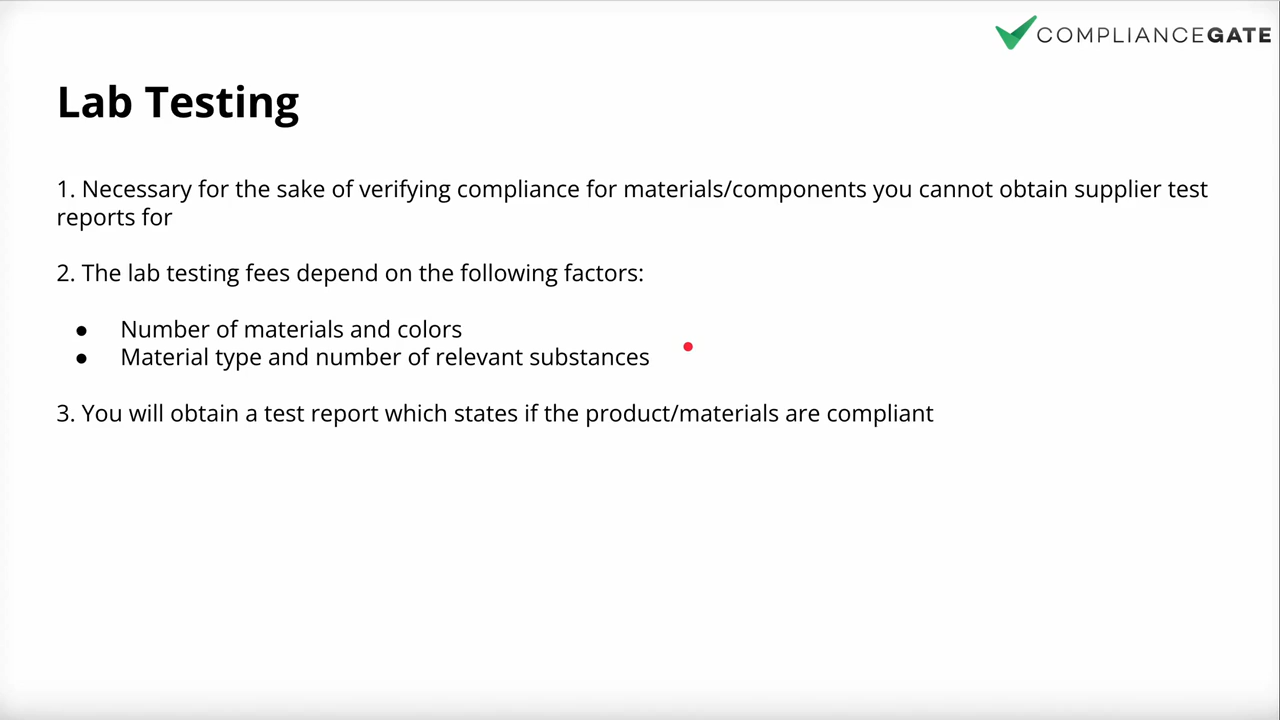 COMPLIANCEGATE
Lab Testing
1. Necessary for the sake of verifying compliance for materials/components you cannot obtain supplier test
reports for
2. The lab testing fees depend on the following factors:
● Number of materials and colors
● Material type and number of relevant substances
3. You will obtain a test report which states if the product/materials are compliant